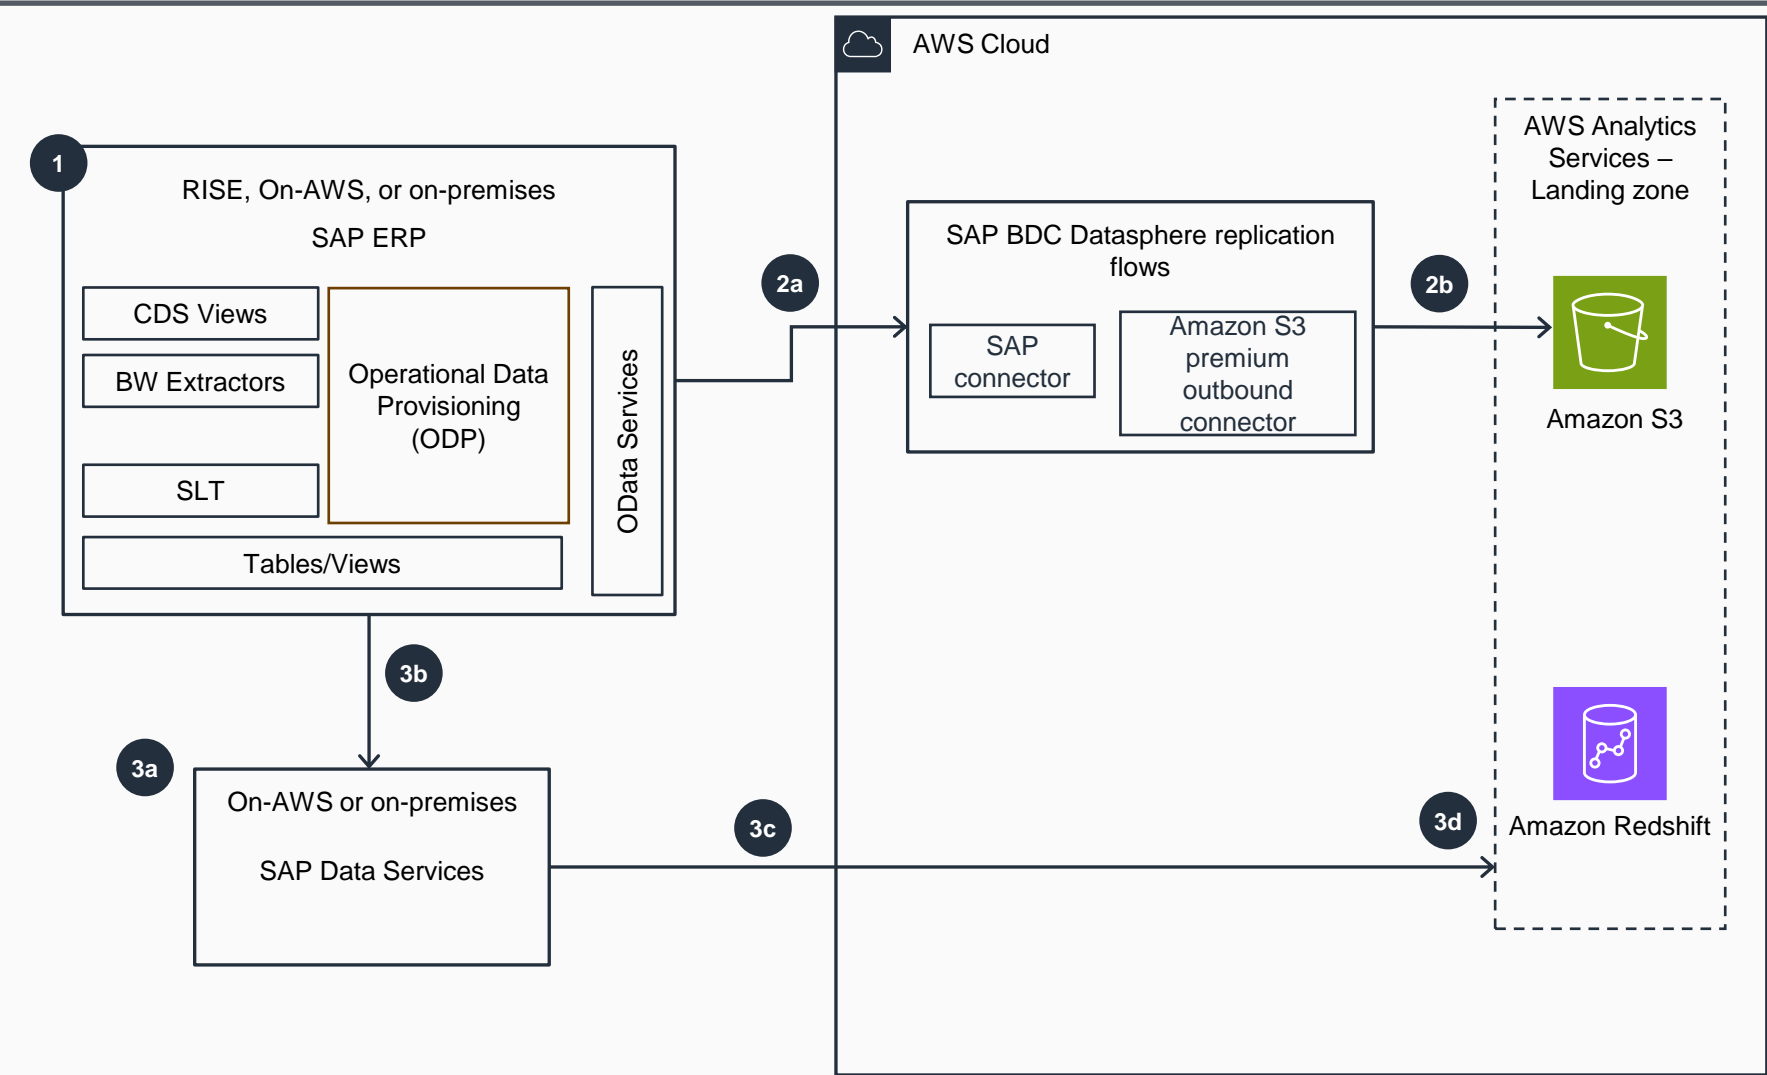 AWS Cloud
1
RISE, On-AWS, or on-premises
SAP ERP
CDS Views
BW Extractors
SLT
Tables/Views
Operational Data
Provisioning
(ODP)
OData Services
2a
SAP BDC Datasphere replication
flows
SAP
connector
Amazon S3
premium
outbound
connector
2b
AWS Analytics
Services –
Landing zone
Amazon S3
3b
3a
On-AWS or on-premises
SAP Data Services
3c
3d
Amazon Redshift